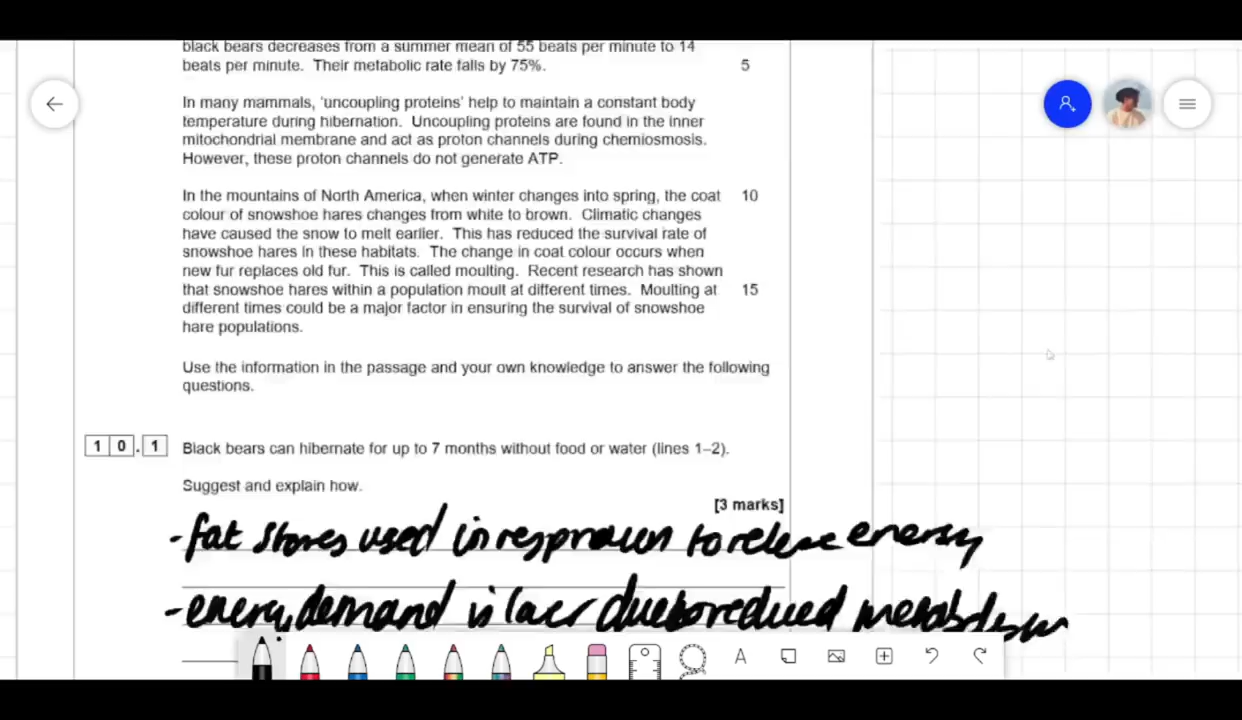 black bears decreases from a summer mean of 55 beats per minute to 14
beats per minute. Their metabolic rate falls by 75%. 5
In many mammals, 'uncoupling proteins' help to maintain a constant body
temperature during hibernation. Uncoupling proteins are found in the inner
mitochondrial membrane and act as proton channels during chemiosmosis.
However, these proton channels do not generate ATP.
In the mountains of North America, when winter changes into spring, the coat 10
colour of snowshoe hares changes from white to brown. Climatic changes
have caused the snow to melt earlier. This has reduced the survival rate of
snowshoe hares in these habitats. The change in coat colour occurs when
new fur replaces old fur. This is called moulting. Recent research has shown
that snowshoe hares within a population moult at different times. Moulting at 15
different times could be a major factor in ensuring the survival of snowshoe
hare populations.
Use the information in the passage and your own knowledge to answer the following
questions.
10.1 Black bears can hibernate for up to 7 months without food or water (lines 1–2).
Suggest and explain how.
[3 marks]
- fat stores used in to release energy
- energy demand is due to metabolism
A